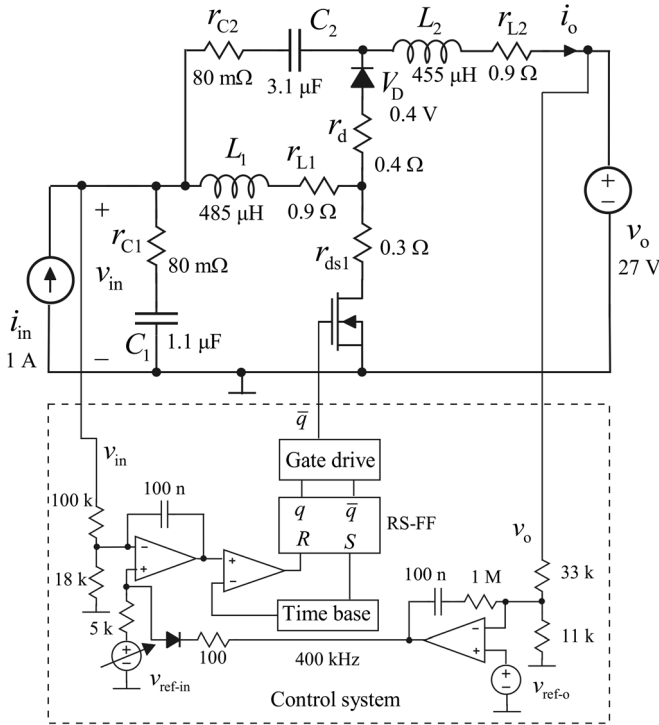 r_C2 C_2 L_2 r_L2 i_o
80 mΩ 3.1 μF V_D 455 μH 0.9 Ω
0.4 V
r_d
L_1 r_L1 0.4 Ω
485 μH 0.9 Ω
+ r_C1 + −
v_in 80 mΩ r_ds1 0.3 Ω v_o
27 V
i_in
1 A − C_1 1.1 μF
q̅
v_in Gate drive
100 k 100 n q q̅ RS-FF
R S v_o
− + + −
18 k 100 n 1 M 33 k
5 k Time base − +
+ − 100 400 kHz 11 k
v_ref-in + − v_ref-o
Control system